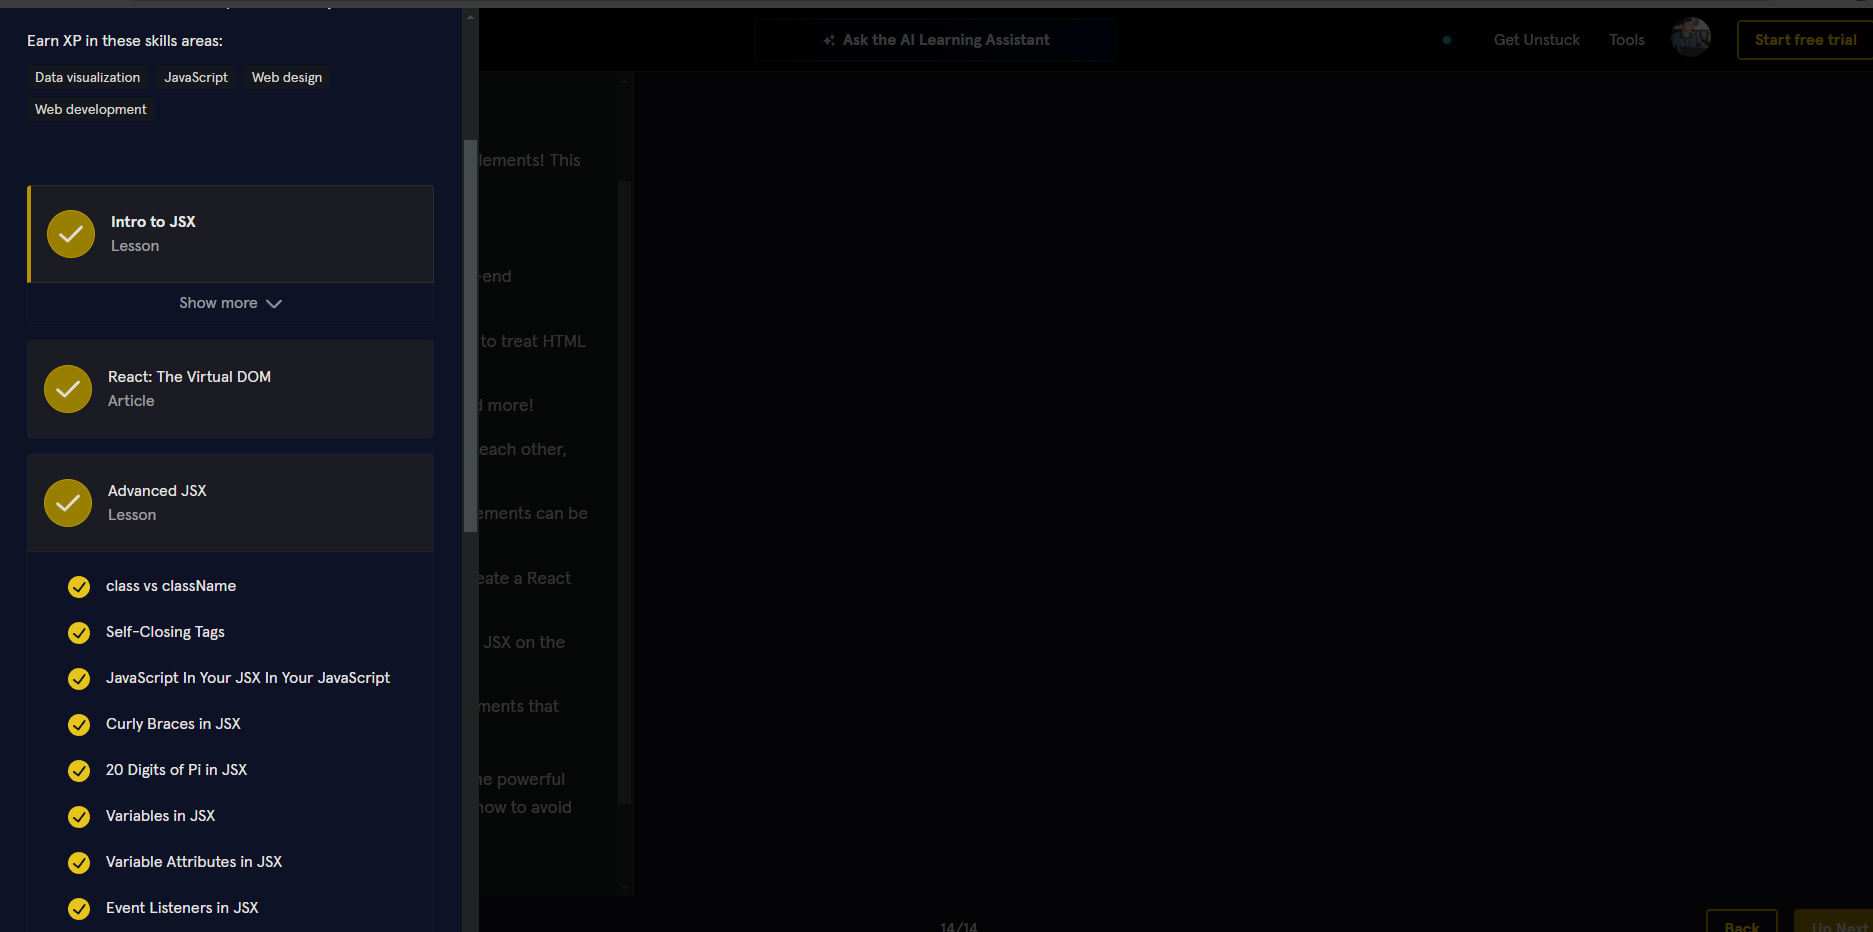 Earn XP in these skills areas:
Data visualization JavaScript Web design
Web development
Intro to JSX
Lesson
Show more
React: The Virtual DOM
Article
Advanced JSX
Lesson
class vs className
Self-Closing Tags
JavaScript In Your JSX In Your JavaScript
Curly Braces in JSX
20 Digits of Pi in JSX
Variables in JSX
Variable Attributes in JSX
Event Listeners in JSX
Ask the AI Learning Assistant
Get Unstuck
Tools
Start free trial
lements! This
-end
to treat HTML
d more!
each other,
ements can be
eate a React
JSX on the
ments that
he powerful
how to avoid
14/14
Back
Up Next